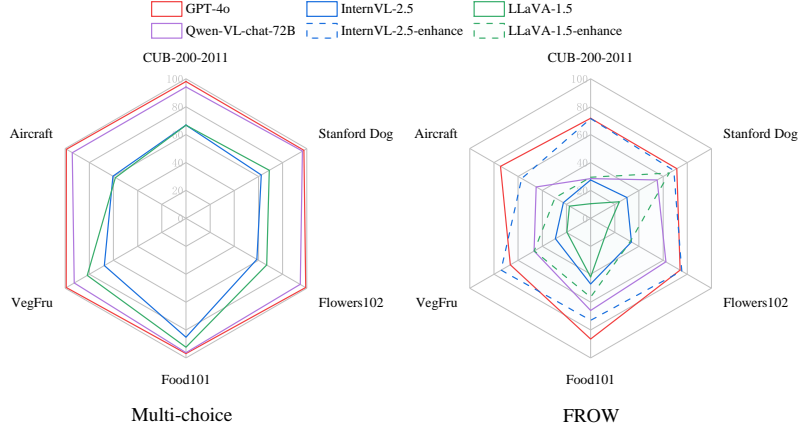 GPT-4o
InternVL-2.5
LLaVA-1.5
Qwen-VL-chat-72B
InternVL-2.5-enhance
LLaVA-1.5-enhance
CUB-200-2011
100
80
60
40
20
0
Aircraft
Stanford Dog
VegFru
Flowers102
Food101
Multi-choice
CUB-200-2011
100
80
60
40
20
0
Aircraft
Stanford Dog
VegFru
Flowers102
Food101
FROW